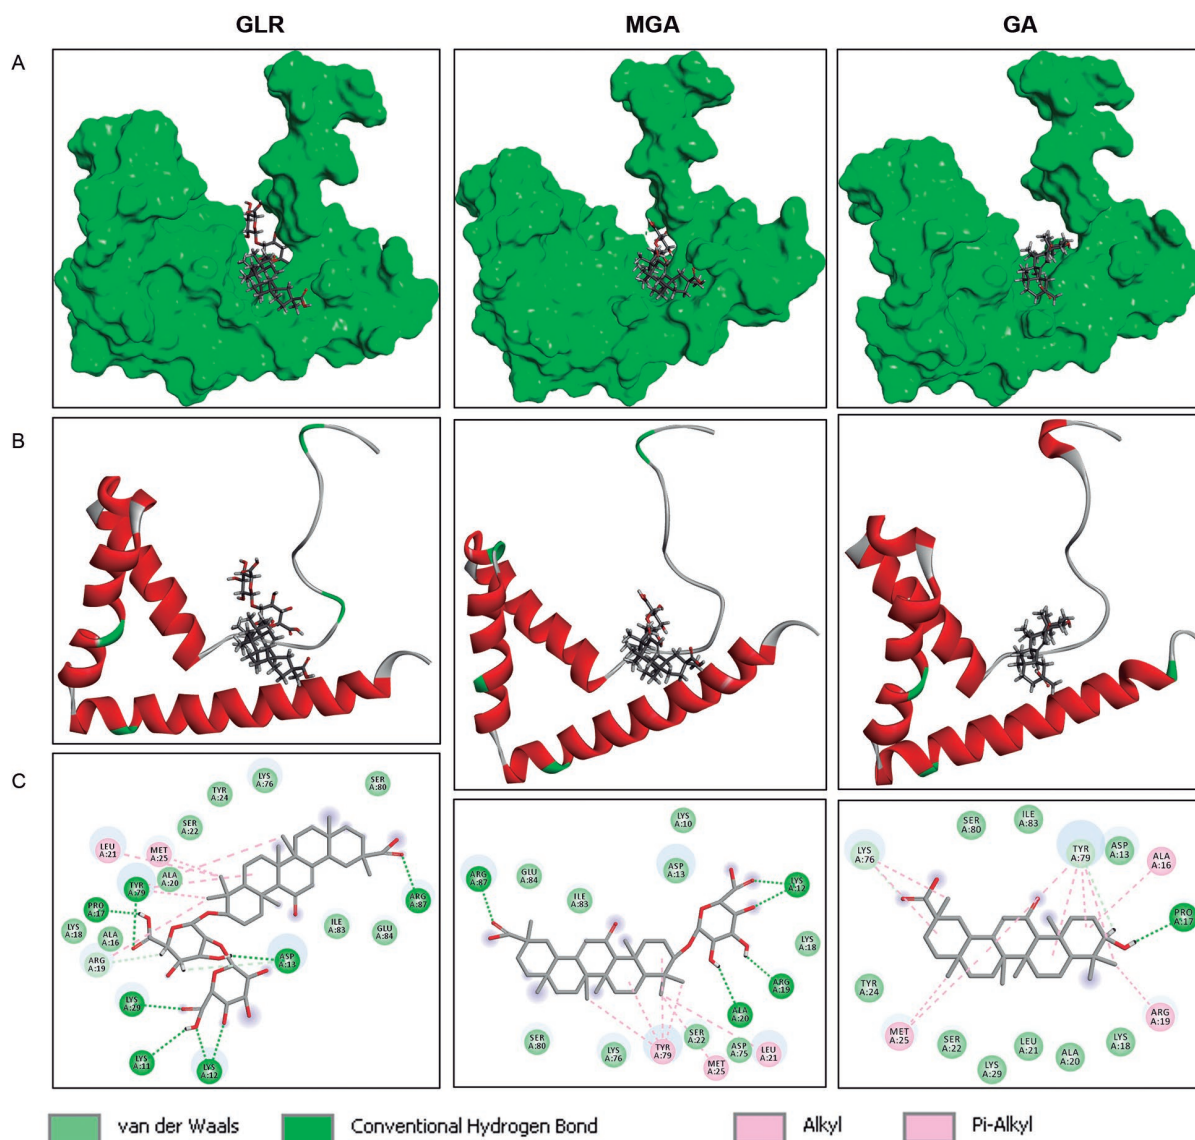 GLR MGA GA
A
B
C
LYS A:76
SER A:80
TYR A:24
SER A:22
LEU A:21
MET A:25
ALA A:20
TYR A:79
PRO A:17
ARG A:87
LYS A:18
ALA A:16
ILE A:83
GLU A:84
ARG A:19
ASP A:13
LYS A:29
LYS A:11
LYS A:12
LYS A:10
ARG A:87
GLU A:84
ASP A:13
LYS A:12
ILE A:83
LYS A:18
ARG A:19
ALA A:20
SER A:80
LYS A:76
TYR A:79
SER A:22
ASP A:75
LEU A:21
MET A:25
SER A:80
ILE A:83
LYS A:76
TYR A:79
ASP A:13
ALA A:16
PRO A:17
TYR A:24
MET A:25
SER A:22
LYS A:29
LEU A:21
ALA A:20
LYS A:18
ARG A:19
van der Waals Conventional Hydrogen Bond Alkyl Pi-Alkyl